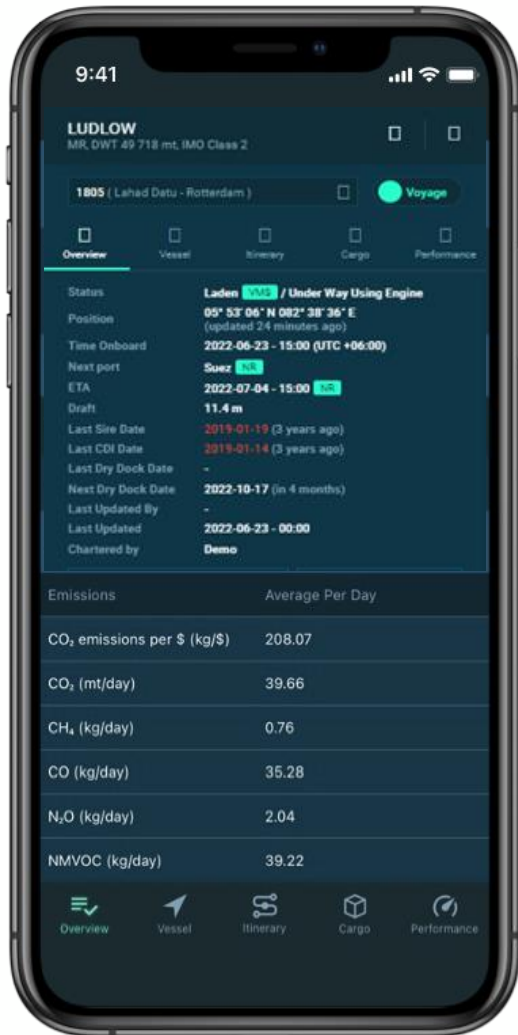 9:41
LUDLOW
MR, DWT 49 718 mt, IMO Class 2
1805 ( Lahad Datu - Rotterdam )
Voyage
Overview Vessel Itinerary Cargo Performance
Status Laden VMS / Under Way Using Engine
Position 05° 53' 06" N 082° 38' 36" E
(updated 24 minutes ago)
Time Onboard 2022-06-23 - 15:00 (UTC +06:00)
Next port Suez NR
ETA 2022-07-04 - 15:00 NR
Draft 11.4 m
Last Sire Date 2019-01-19 (3 years ago)
Last CDI Date 2019-01-14 (3 years ago)
Last Dry Dock Date -
Next Dry Dock Date 2022-10-17 (in 4 months)
Last Updated By -
Last Updated 2022-06-23 - 00:00
Chartered by Demo
Emissions Average Per Day
CO₂ emissions per $ (kg/$) 208.07
CO₂ (mt/day) 39.66
CH₄ (kg/day) 0.76
CO (kg/day) 35.28
N₂O (kg/day) 2.04
NMVOC (kg/day) 39.22
Overview Vessel Itinerary Cargo Performance